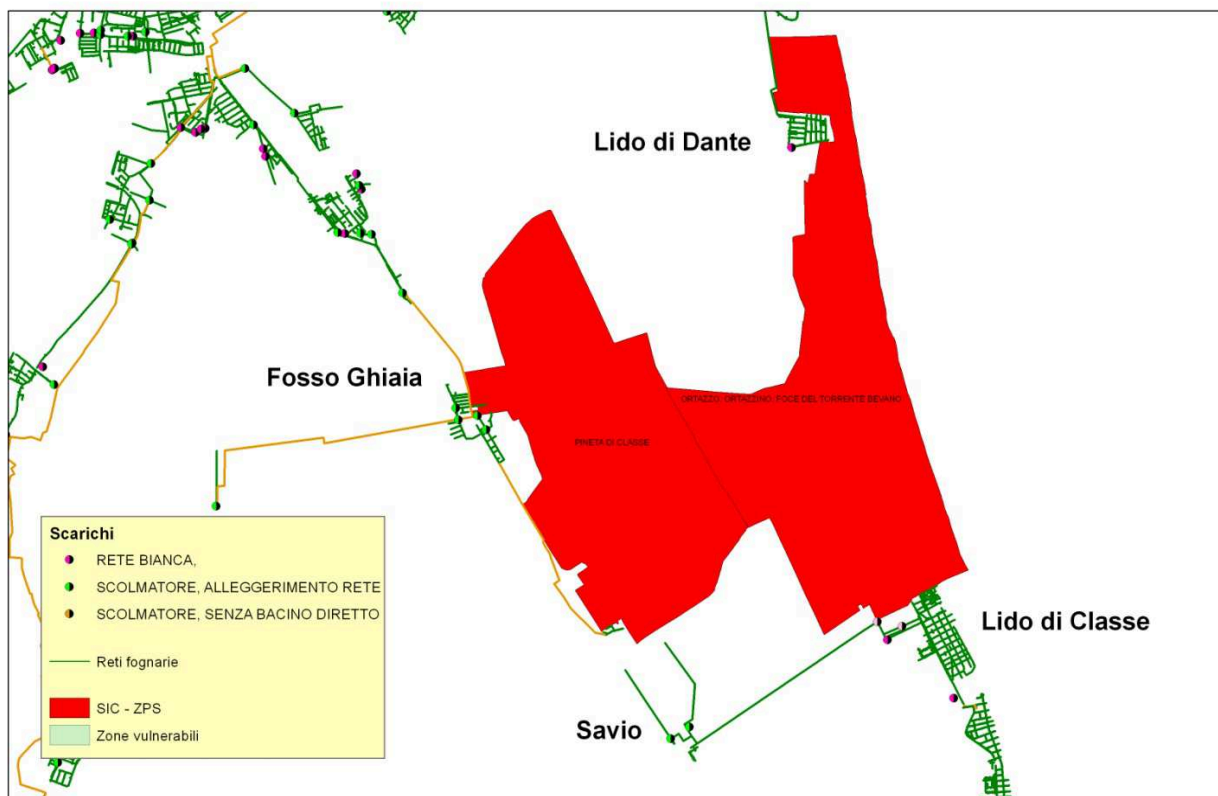 Lido di Dante
Fosso Ghiaia
ORTAZZO, ORTAZZINO, FOCE DEL TORRENTE BEVANO
PINETA DI CLASSE
Scarichi
RETE BIANCA,
SCOLMATORE, ALLEGGERIMENTO RETE
SCOLMATORE, SENZA BACINO DIRETTO
Reti fognarie
SIC - ZPS
Zone vulnerabili
Lido di Classe
Savio